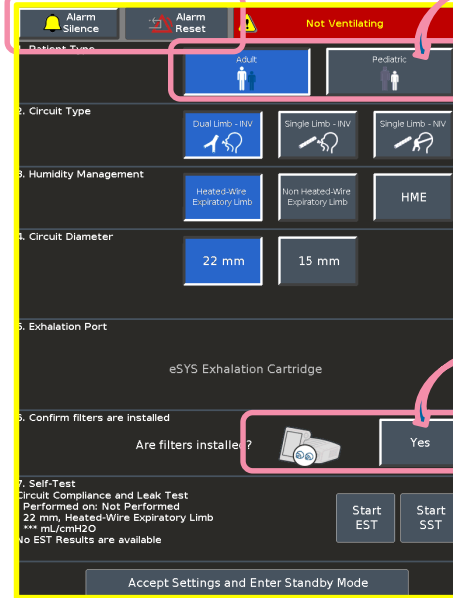 Alarm
Silence
Alarm
Reset
Not Ventilating
1. Patient Type
Adult
Pediatric
2. Circuit Type
Dual Limb - INV
Single Limb - INV
Single Limb - NIV
3. Humidity Management
Heated-Wire
Expiratory Limb
Non Heated-Wire
Expiratory Limb
HME
4. Circuit Diameter
22 mm
15 mm
5. Exhalation Port
eSYS Exhalation Cartridge
6. Confirm filters are installed
Are filters installed?
Yes
7. Self-Test
Circuit Compliance and Leak Test
Performed on: Not Performed
22 mm, Heated-Wire Expiratory Limb
*** mL/cmH2O
No EST Results are available
Start
EST
Start
SST
Accept Settings and Enter Standby Mode